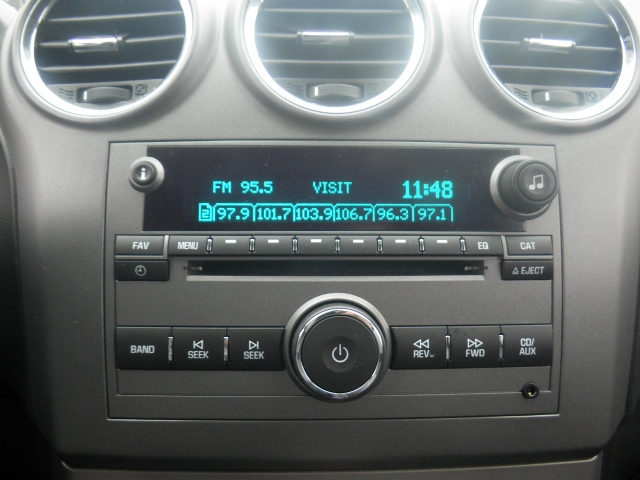 FM 95.5 VISIT 11:48
2 97.9 101.7 103.9 106.7 96.3 97.1
FAV MENU EQ CAT
EJECT
BAND SEEK SEEK REV FWD CD/
AUX